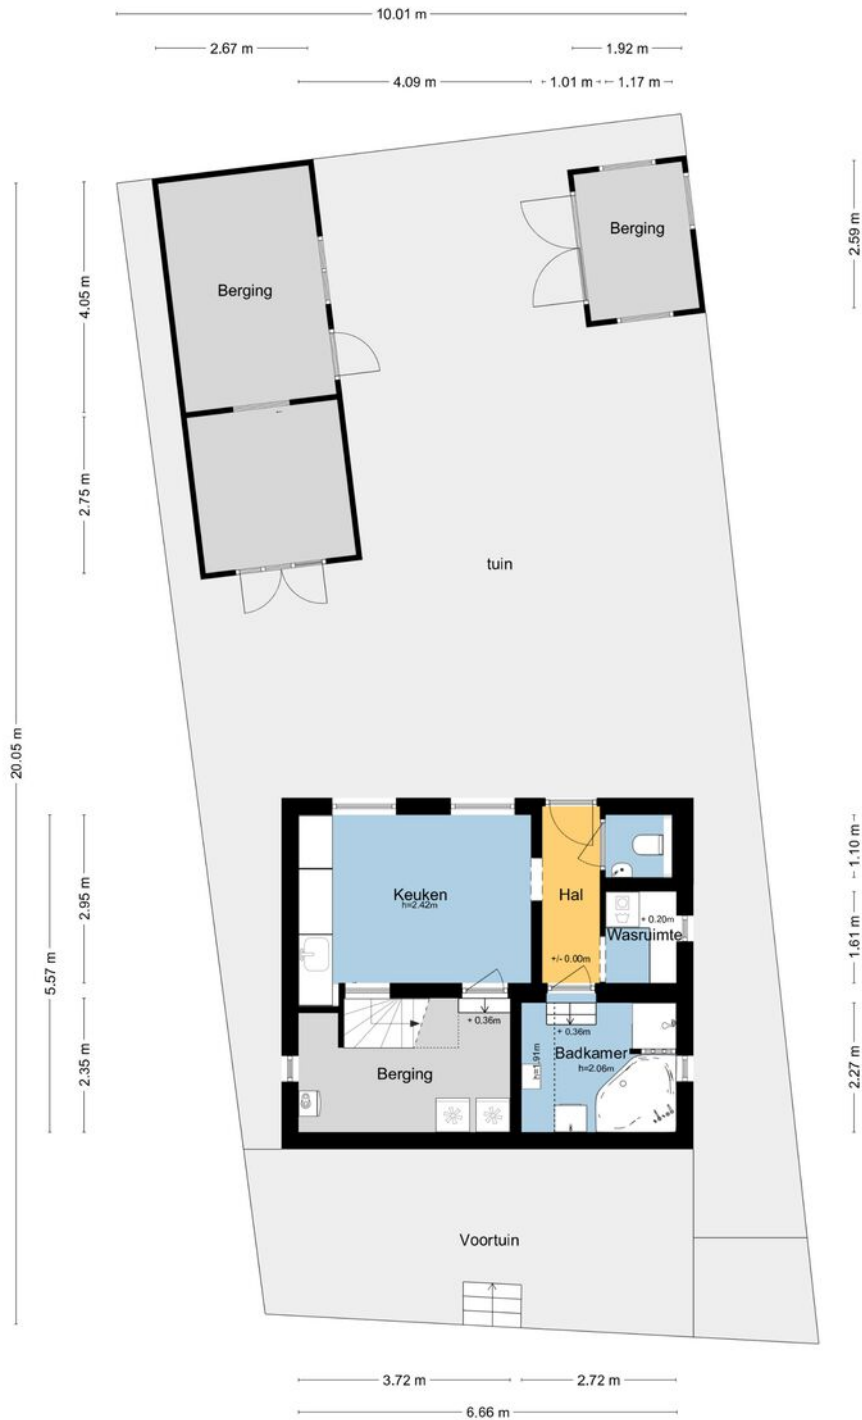 10.01 m
2.67 m
1.92 m
4.09 m
1.01 m
1.17 m
2.59 m
4.05 m
Berging
Berging
2.75 m
tuin
20.05 m
5.57 m
2.95 m
1.10 m
Keuken
h=2.42m
Hal
+ 0.20m
Wasruimte
1.61 m
+/- 0.00m
2.35 m
+ 0.36m
+ 0.36m
Badkamer
h=2.06m
h=1.91m
Berging
2.27 m
Voortuin
3.72 m
2.72 m
6.66 m